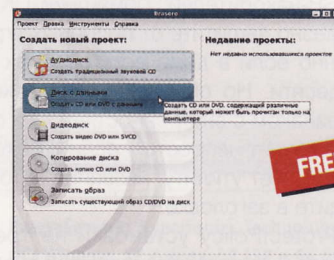 Brasero
Проект Правка Инструменты Справка
Создать новый проект:
Недавние проекты:
Нет недавно использовавшихся проектов
Аудиодиск
Создать традиционный звуковой CD
Диск с данными
Создать CD или DVD с данными
Создать CD или DVD, содержащий различные
данные, который может быть прочитан только на
компьютере
Видеодиск
Создать видео DVD или SVCD
Копирование диска
Создать копию CD или DVD
Записать образ
Записать существующий образ CD/DVD на диск
FREE